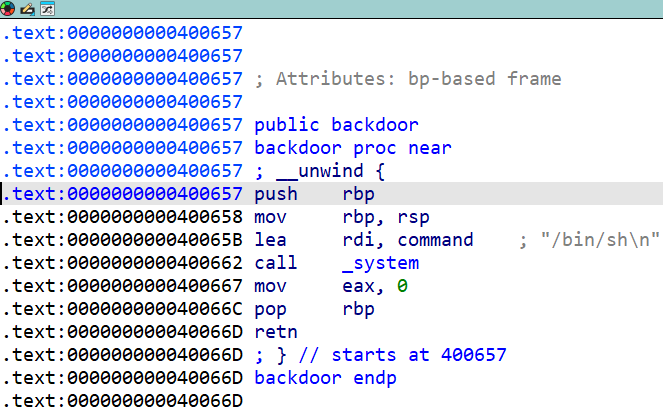 .text:0000000000400657
.text:0000000000400657
.text:0000000000400657 ; Attributes: bp-based frame
.text:0000000000400657
.text:0000000000400657 public backdoor
.text:0000000000400657 backdoor proc near
.text:0000000000400657 ; __unwind {
.text:0000000000400657 push    rbp
.text:0000000000400658 mov     rbp, rsp
.text:000000000040065B lea     rdi, command    ; "/bin/sh\n"
.text:0000000000400662 call    _system
.text:0000000000400667 mov     eax, 0
.text:000000000040066C pop     rbp
.text:000000000040066D retn
.text:000000000040066D ; } // starts at 400657
.text:000000000040066D backdoor endp
.text:000000000040066D